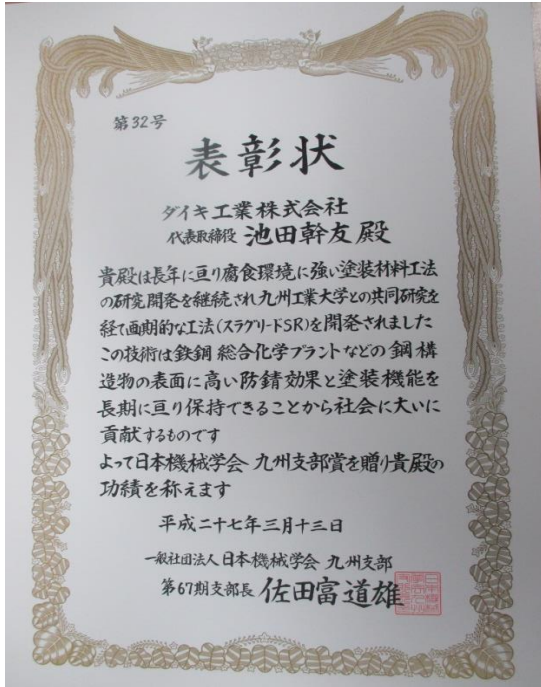 第32号
表彰状
ダイキ工業株式会社
代表取締役 池田幹友殿
貴殿は長年に亘り腐食環境に強い塗装材料工法
の研究開発を継続され九州工業大学との共同研究を
経て画期的な工法(スラグリードSR)を開発されました
この技術は鉄鋼 総合化学プラントなどの鋼構
造物の表面に高い防錆効果と塗装機能を
長期に亘り保持できることから社会に大いに
貢献するものです
よって日本機械学会 九州支部賞を贈り貴殿の
功績を称えます
平成二十七年三月十三日
一般社団法人日本機械学会 九州支部
第67期支部長 佐田富道雄